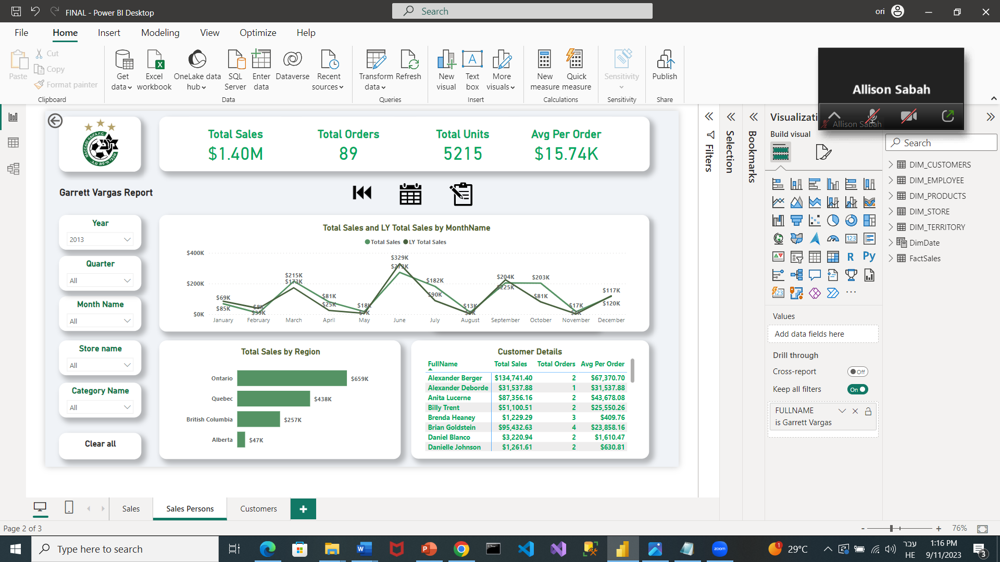 FINAL - Power BI Desktop
Search
ori
File Home Insert Modeling View Optimize Help
Paste
Cut
Copy
Format painter
Clipboard
Get data
Excel workbook
OneLake data hub
SQL Server
Enter data
Dataverse
Recent sources
Data
Transform data
Refresh
Queries
New visual
Text box
More visuals
Insert
New measure
Quick measure
Calculations
Sensitivity
Sensitivity
Publish
Share
Allison Sabah
Allison Sabah
MACCABI HAIFA F.C.
Total Sales
$1.40M
Total Orders
89
Total Units
5215
Avg Per Order
$15.74K
Garrett Vargas Report
Year
2013
Quarter
All
Month Name
All
Store name
All
Category Name
All
Clear all
Total Sales and LY Total Sales by MonthName
Total Sales LY Total Sales
$400K
$200K
$0K
$69K
$85K
$8K
$39K
$215K
$173K
$81K
$25K
$18K
$329K
$273K
$182K
$90K
$13K
$204K
$225K
$203K
$81K
$17K
$117K
$120K
January February March April May June July August September October November December
Total Sales by Region
Ontario $659K
Quebec $438K
British Columbia $257K
Alberta $47K
Customer Details
FullName Total Sales Total Orders Avg Per Order
Alexander Berger $134,741.40 2 $67,370.70
Alexander Deborde $31,537.88 1 $31,537.88
Anita Lucerne $87,356.16 2 $43,678.08
Billy Trent $51,100.51 2 $25,550.26
Brenda Heaney $1,229.29 3 $409.76
Brian Goldstein $95,432.63 4 $23,858.16
Daniel Blanco $3,220.94 2 $1,610.47
Danielle Johnson $1,261.61 2 $630.81
Filters
Selection
Bookmarks
Visualizati
Build visual
123
R
Py
123
Values
Add data fields here
Drill through
Cross-report Off
Keep all filters On
FULLNAME
is Garrett Vargas
Search
DIM_CUSTOMERS
DIM_EMPLOYEE
DIM_PRODUCTS
DIM_STORE
DIM_TERRITORY
DimDate
FactSales
Sales
Sales Persons
Customers
Page 2 of 3
- + 76%
Type here to search
zoom
1
29°C
עבר
HE
1:16 PM
9/11/2023
3